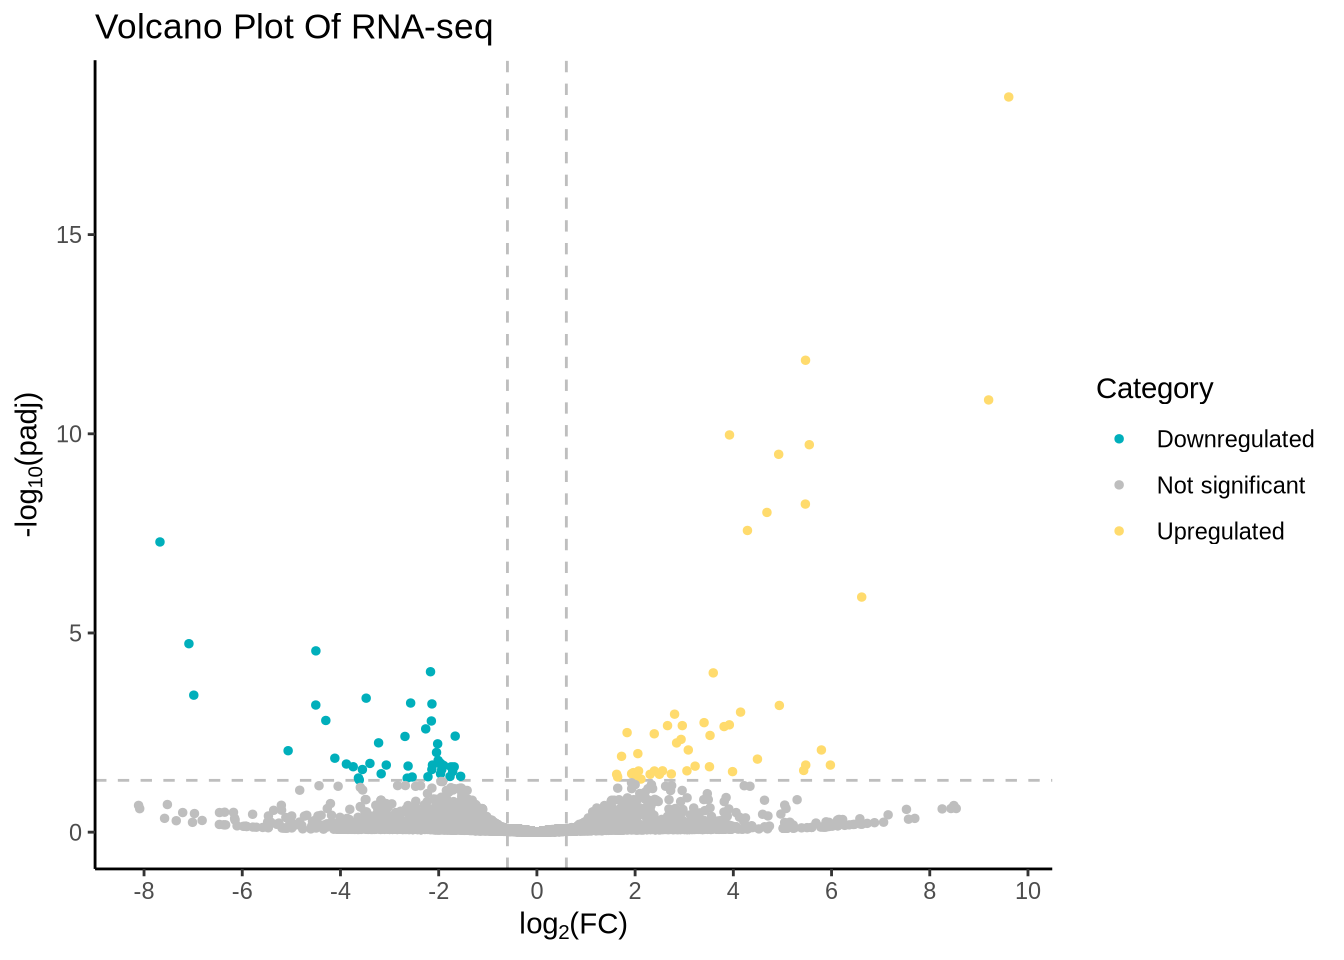 Volcano Plot Of RNA-seq
15
10
5
0
-log₁₀(padj)
-8 -6 -4 -2 0 2 4 6 8 10
log₂(FC)
Category
Downregulated
Not significant
Upregulated